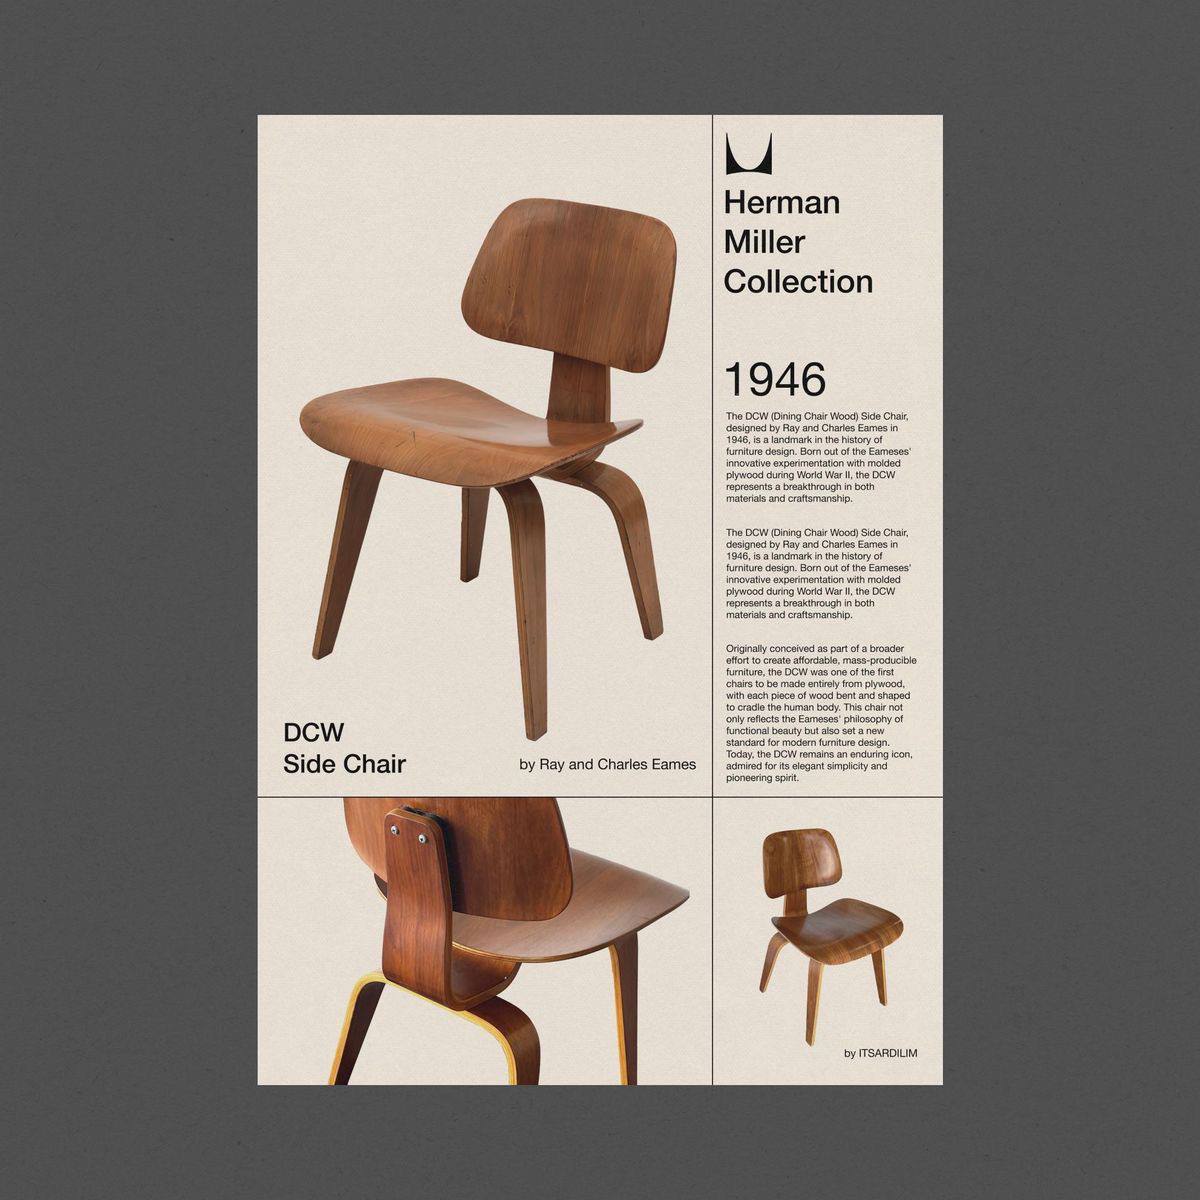 Herman
Miller
Collection
1946
The DCW (Dining Chair Wood) Side Chair,
designed by Ray and Charles Eames in
1946, is a landmark in the history of
furniture design. Born out of the Eameses'
innovative experimentation with molded
plywood during World War II, the DCW
represents a breakthrough in both
materials and craftsmanship.
The DCW (Dining Chair Wood) Side Chair,
designed by Ray and Charles Eames in
1946, is a landmark in the history of
furniture design. Born out of the Eameses'
innovative experimentation with molded
plywood during World War II, the DCW
represents a breakthrough in both
materials and craftsmanship.
Originally conceived as part of a broader
effort to create affordable, mass-producible
furniture, the DCW was one of the first
chairs to be made entirely from plywood,
with each piece of wood bent and shaped
to cradle the human body. This chair not
only reflects the Eameses' philosophy of
functional beauty but also set a new
standard for modern furniture design.
Today, the DCW remains an enduring icon,
admired for its elegant simplicity and
pioneering spirit.
DCW
Side Chair
by Ray and Charles Eames
by ITSARDILIM